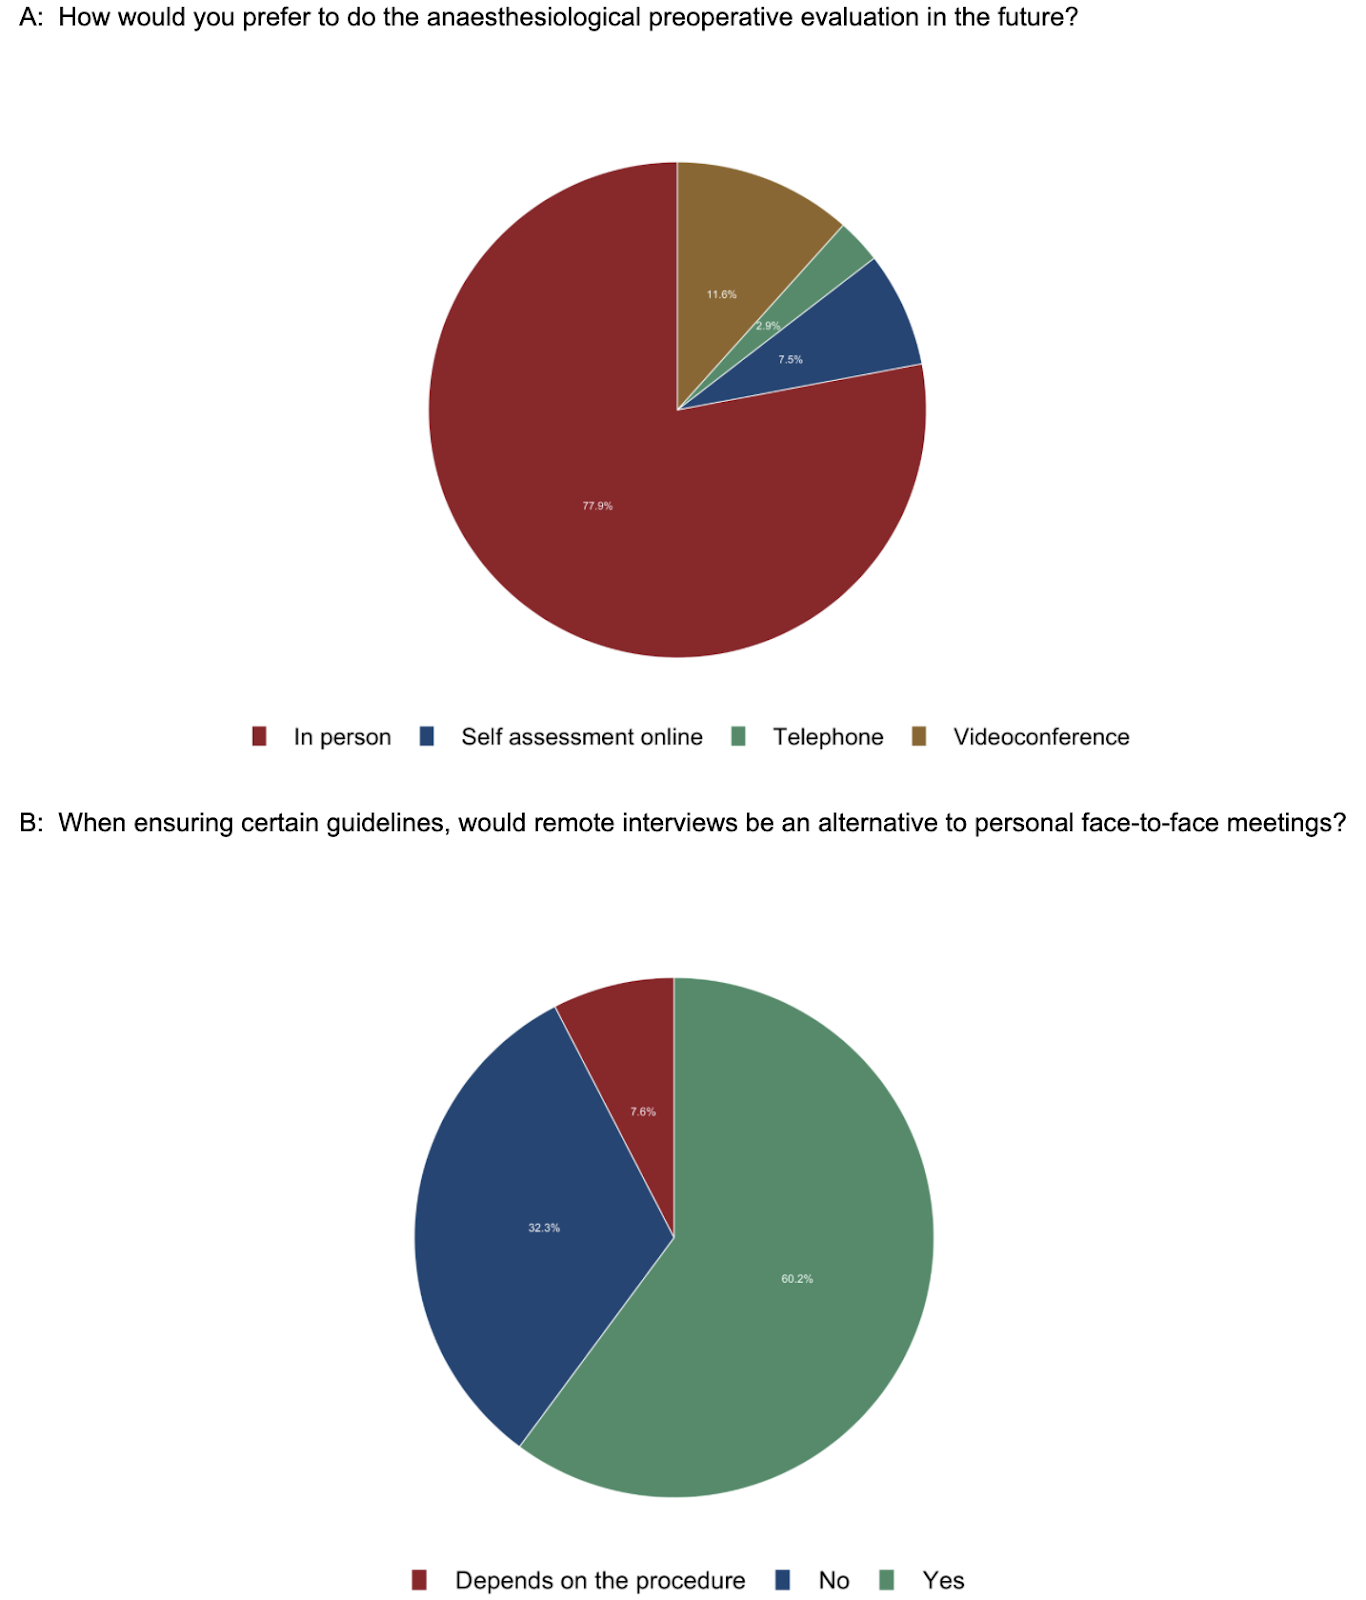 A: How would you prefer to do the anaesthesiological preoperative evaluation in the future?
11.6%
2.9%
7.5%
77.9%
In person Self assessment online Telephone Videoconference
B: When ensuring certain guidelines, would remote interviews be an alternative to personal face-to-face meetings?
7.6%
32.3%
60.2%
Depends on the procedure No Yes